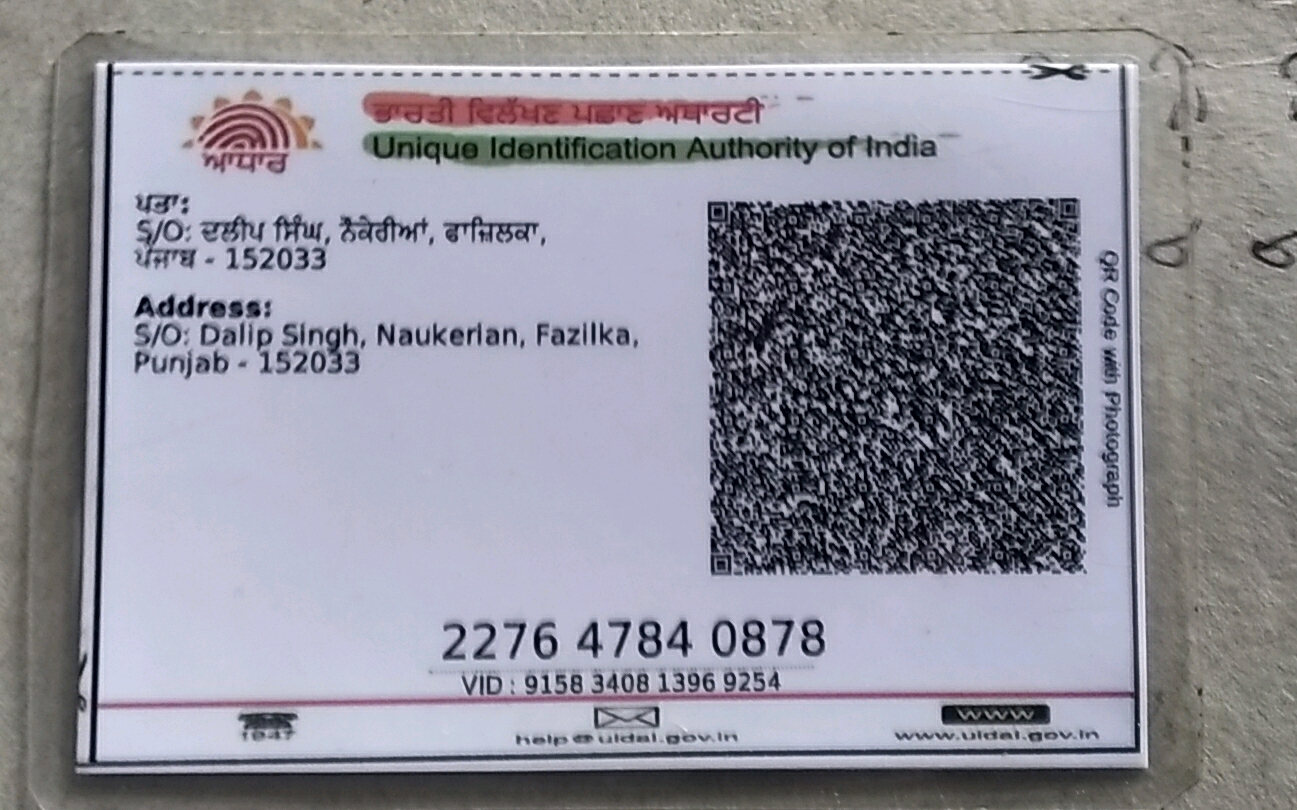 ਆਧਾਰ
ਭਾਰਤੀ ਵਿਲੱਖਣ ਪਛਾਣ ਅਥਾਰਟੀ
Unique Identification Authority of India
ਪਤਾ:
S/O: ਦਲੀਪ ਸਿੰਘ, ਨੌਕੇਰੀਆਂ, ਫਾਜ਼ਿਲਕਾ,
ਪੰਜਾਬ - 152033
Address:
S/O: Dalip Singh, Naukerian, Fazilka,
Punjab - 152033
QR Code with Photograph
2276 4784 0878
VID : 9158 3408 1396 9254
1947
help@uidai.gov.in
WWW
www.uidai.gov.in